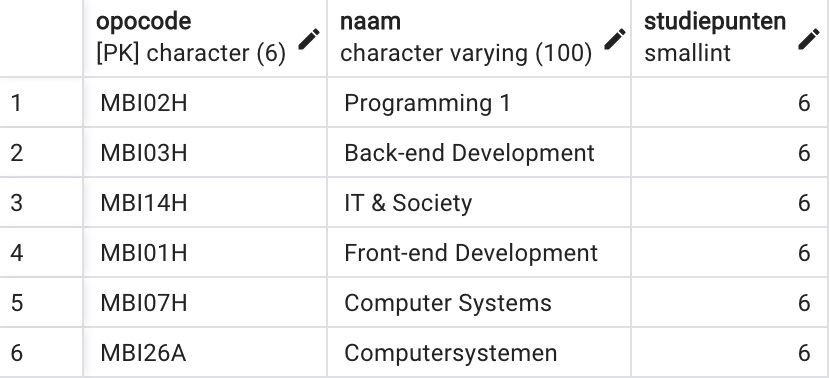 opocode naam studiepunten
[PK] character (6) character varying (100) smallint
1 MBI02H Programming 1 6
2 MBI03H Back-end Development 6
3 MBI14H IT & Society 6
4 MBI01H Front-end Development 6
5 MBI07H Computer Systems 6
6 MBI26A Computersystemen 6